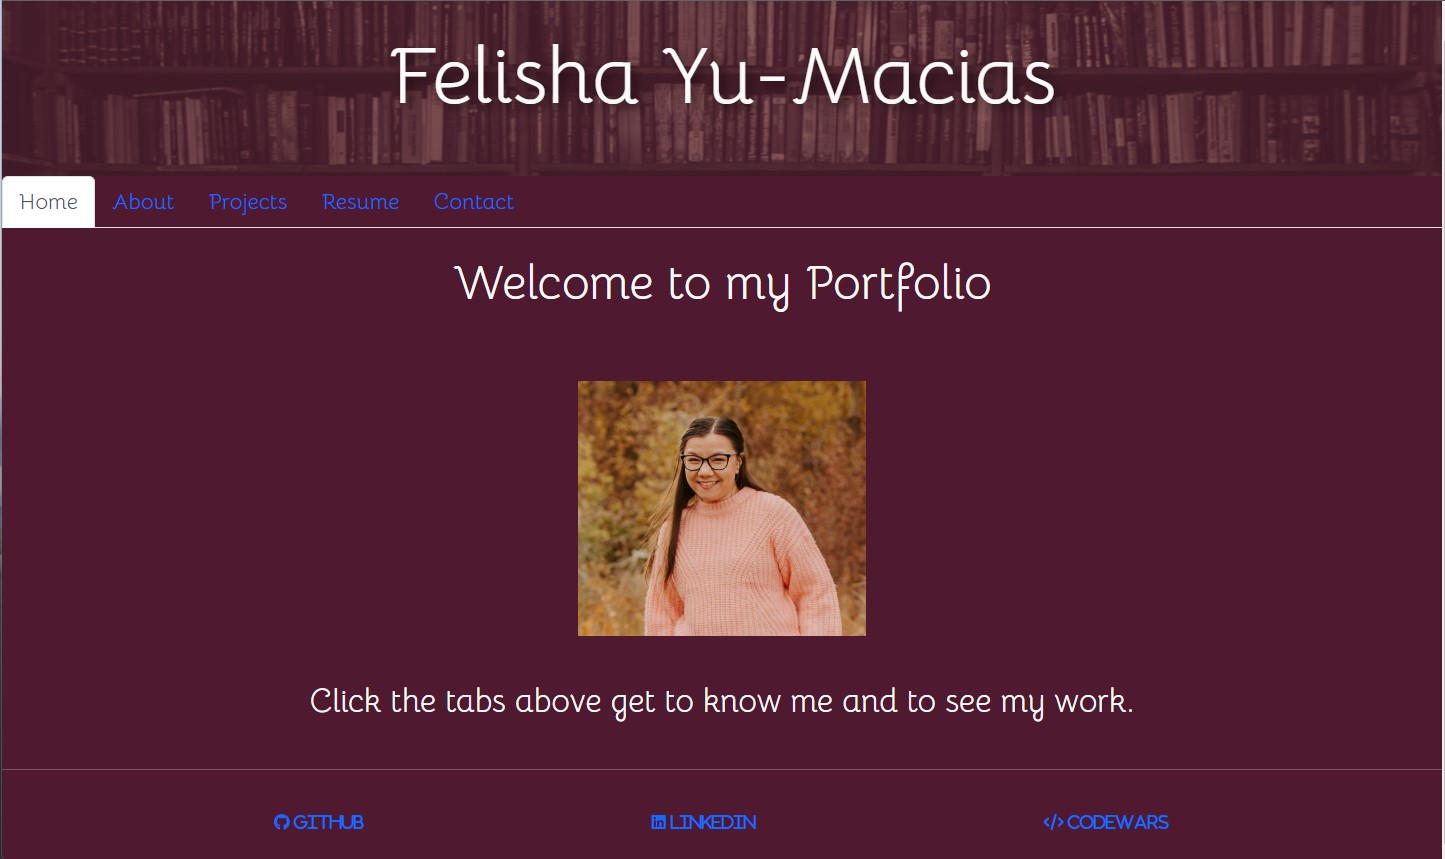 Felisha Yu-Macias
Home About Projects Resume Contact
Welcome to my Portfolio
Click the tabs above get to know me and to see my work.
GITHUB LINKEDIN CODEWARS